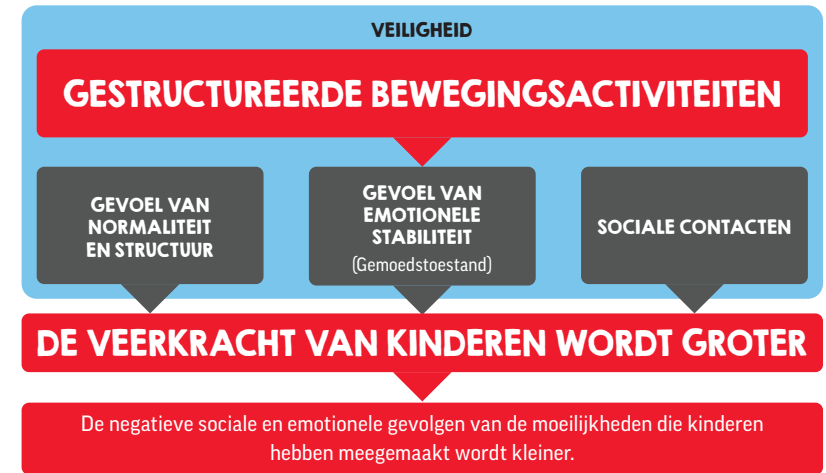 VEILIGHEID
GESTRUCTUREERDE BEWEGINGSACTIVITEITEN
GEVOEL VAN
NORMALITEIT
EN STRUCTUUR
GEVOEL VAN
EMOTIONELE
STABILITEIT
(Gemoedstoestand)
SOCIALE CONTACTEN
DE VEERKRACHT VAN KINDEREN WORDT GROTER
De negatieve sociale en emotionele gevolgen van de moeilijkheden die kinderen
hebben meegemaakt wordt kleiner.